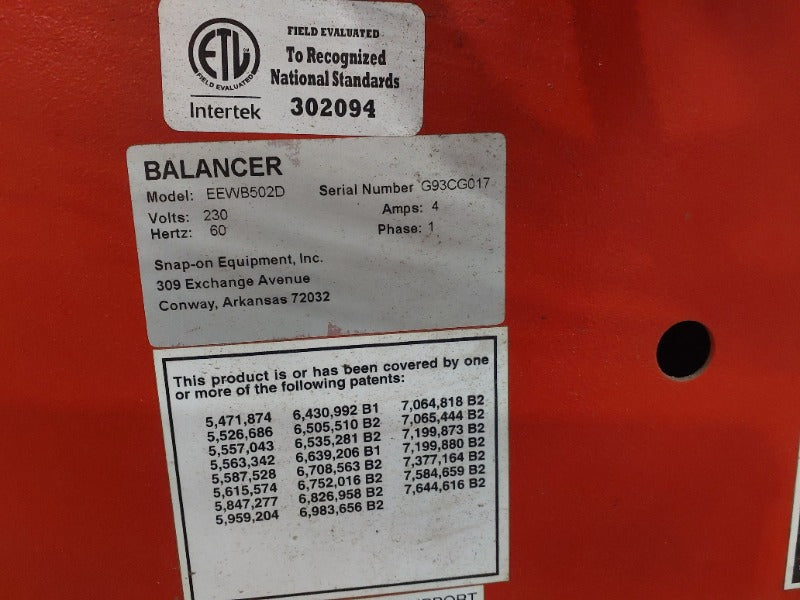 ETL
CM
FIELD EVALUATED
Intertek
FIELD EVALUATED
To Recognized
National Standards
302094
BALANCER
Model: EEWB502D Serial Number G93CG017
Volts: 230 Amps: 4
Hertz: 60 Phase: 1
Snap-on Equipment, Inc.
309 Exchange Avenue
Conway, Arkansas 72032
This product is or has been covered by one
or more of the following patents:
5,471,874 6,430,992 B1 7,064,818 B2
5,526,686 6,505,510 B2 7,065,444 B2
5,557,043 6,535,281 B2 7,199,873 B2
5,563,342 6,639,206 B1 7,199,880 B2
5,587,528 6,708,563 B2 7,377,164 B2
5,615,574 6,752,016 B2 7,584,659 B2
5,847,277 6,826,958 B2 7,644,616 B2
5,959,204 6,983,656 B2